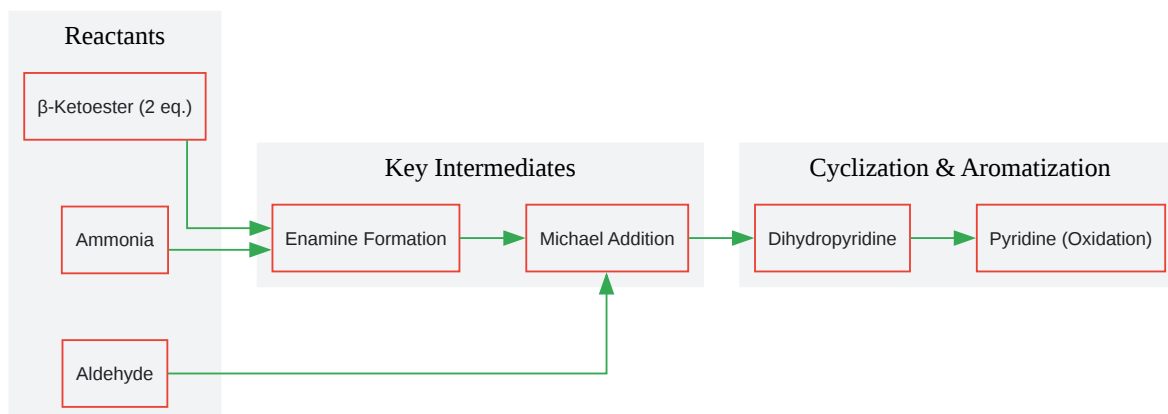 Reactants
β-Ketoester (2 eq.)
Ammonia
Aldehyde
Key Intermediates
Enamine Formation
Michael Addition
Cyclization & Aromatization
Dihydropyridine
Pyridine (Oxidation)